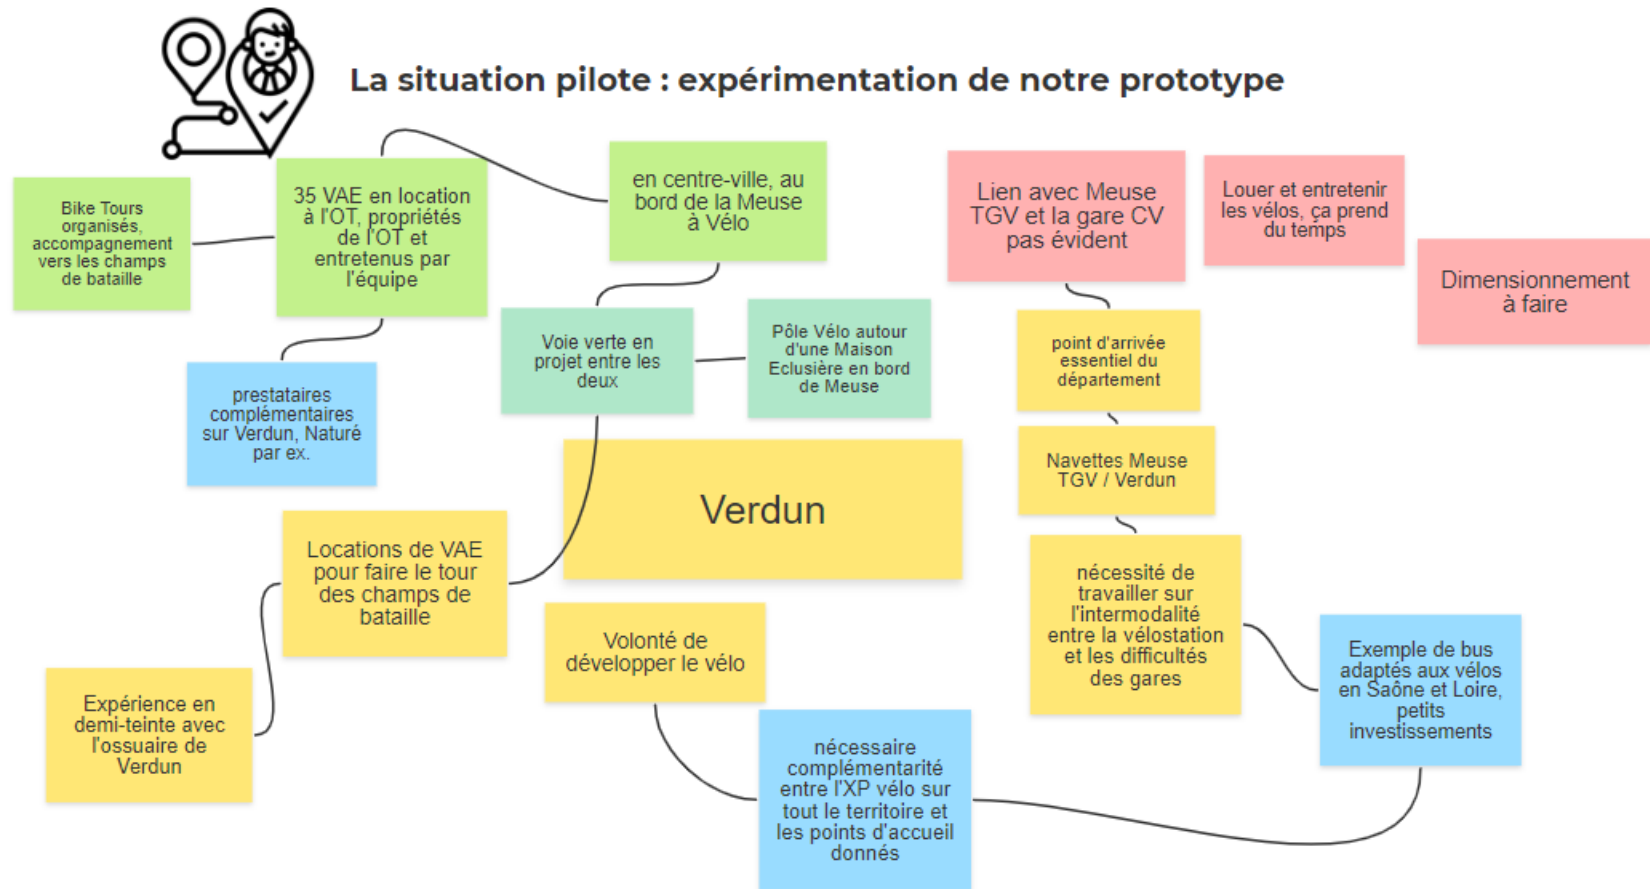 La situation pilote : expérimentation de notre prototype
Bike Tours
organisés,
accompagnement
vers les champs
de bataille
35 VAE en location
à l'OT, propriétés
de l'OT et
entretenus par
l'équipe
en centre-ville, au
bord de la Meuse
à Vélo
Lien avec Meuse
TGV et la gare CV
pas évident
Louer et entretenir
les vélos, ça prend
du temps
Dimensionnement
à faire
Voie verte en
projet entre les
deux
Pôle Vélo autour
d'une Maison
Eclusière en bord
de Meuse
point d'arrivée
essentiel du
département
prestataires
complémentaires
sur Verdun, Naturé
par ex.
Navettes Meuse
TGV / Verdun
Verdun
Locations de VAE
pour faire le tour
des champs de
bataille
nécessité de
travailler sur
l'intermodalité
entre la vélostation
et les difficultés
des gares
Volonté de
développer le vélo
Exemple de bus
adaptés aux vélos
en Saône et Loire,
petits
investissements
Expérience en
demi-teinte avec
l'ossuaire de
Verdun
nécessaire
complémentarité
entre l'XP vélo sur
tout le territoire et
les points d'accueil
donnés